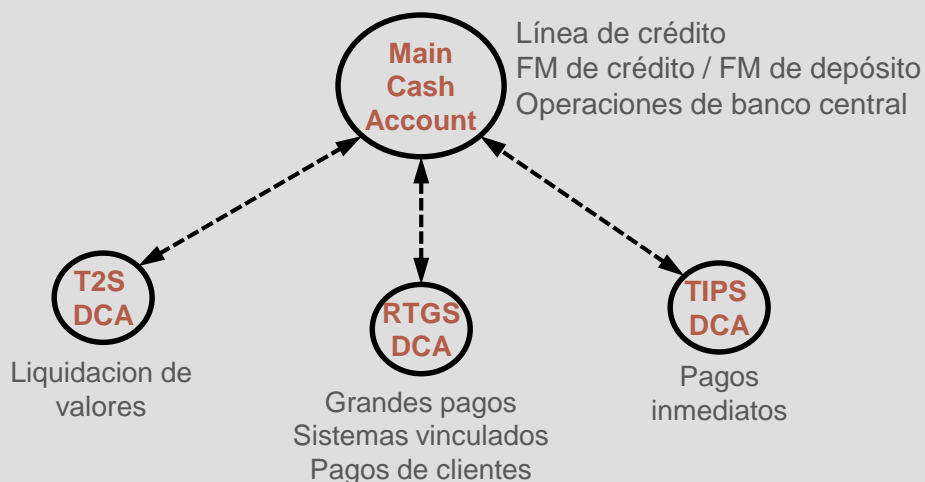 Main
Cash
Account
Línea de crédito
FM de crédito / FM de depósito
Operaciones de banco central
T2S
DCA
Liquidacion de
valores
RTGS
DCA
Grandes pagos
Sistemas vinculados
Pagos de clientes
TIPS
DCA
Pagos
inmediatos